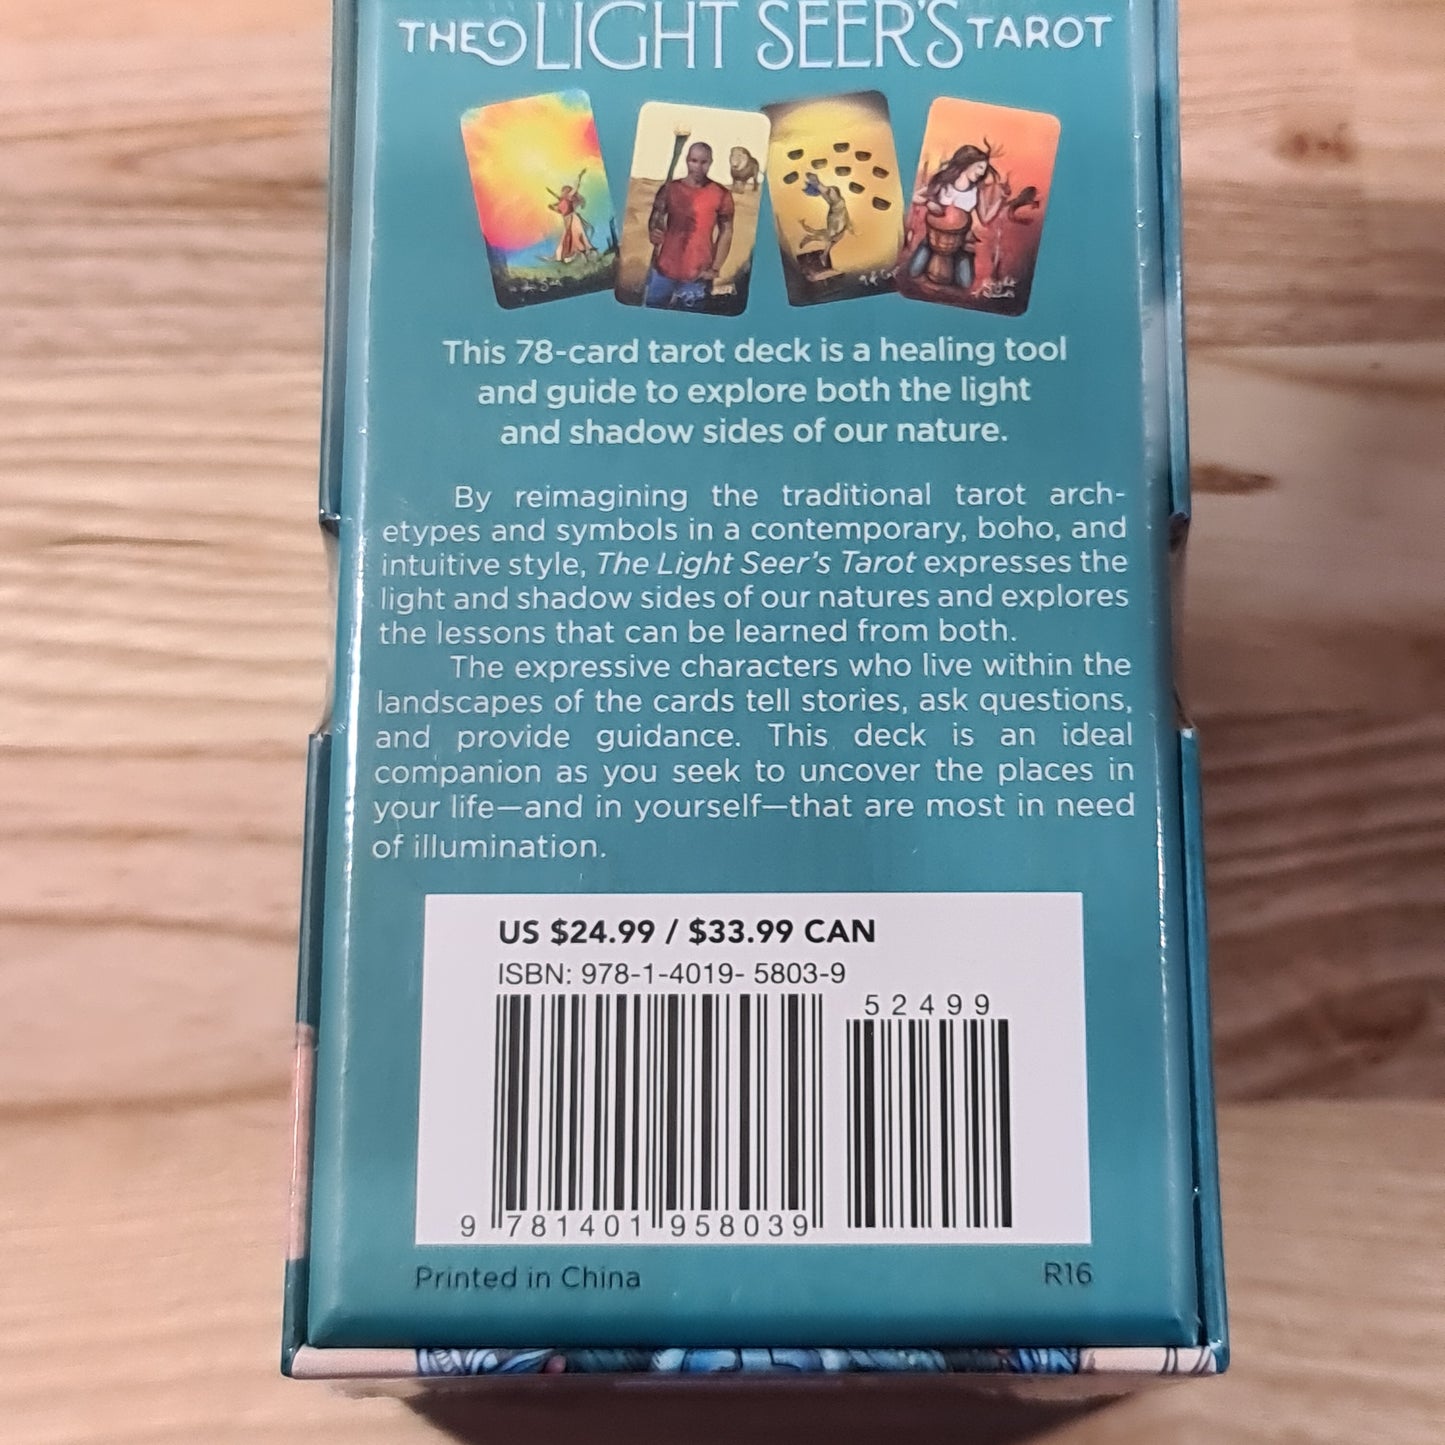 THE LIGHT SEER'S TAROT
This 78-card tarot deck is a healing tool
and guide to explore both the light
and shadow sides of our nature.
By reimagining the traditional tarot arch-
etypes and symbols in a contemporary, boho, and
intuitive style, The Light Seer's Tarot expresses the
light and shadow sides of our natures and explores
the lessons that can be learned from both.
The expressive characters who live within the
landscapes of the cards tell stories, ask questions,
and provide guidance. This deck is an ideal
companion as you seek to uncover the places in
your life—and in yourself—that are most in need
of illumination.
US $24.99 / $33.99 CAN
ISBN: 978-1-4019- 5803-9
52499
9 781401 958039
Printed in China
R16